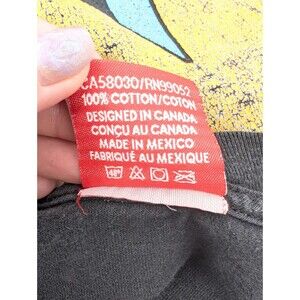 CA58030/RN99052
100% COTTON/COTON
DESIGNED IN CANADA
CONÇU AU CANADA
MADE IN MEXICO
FABRIQUÉ AU MEXIQUE